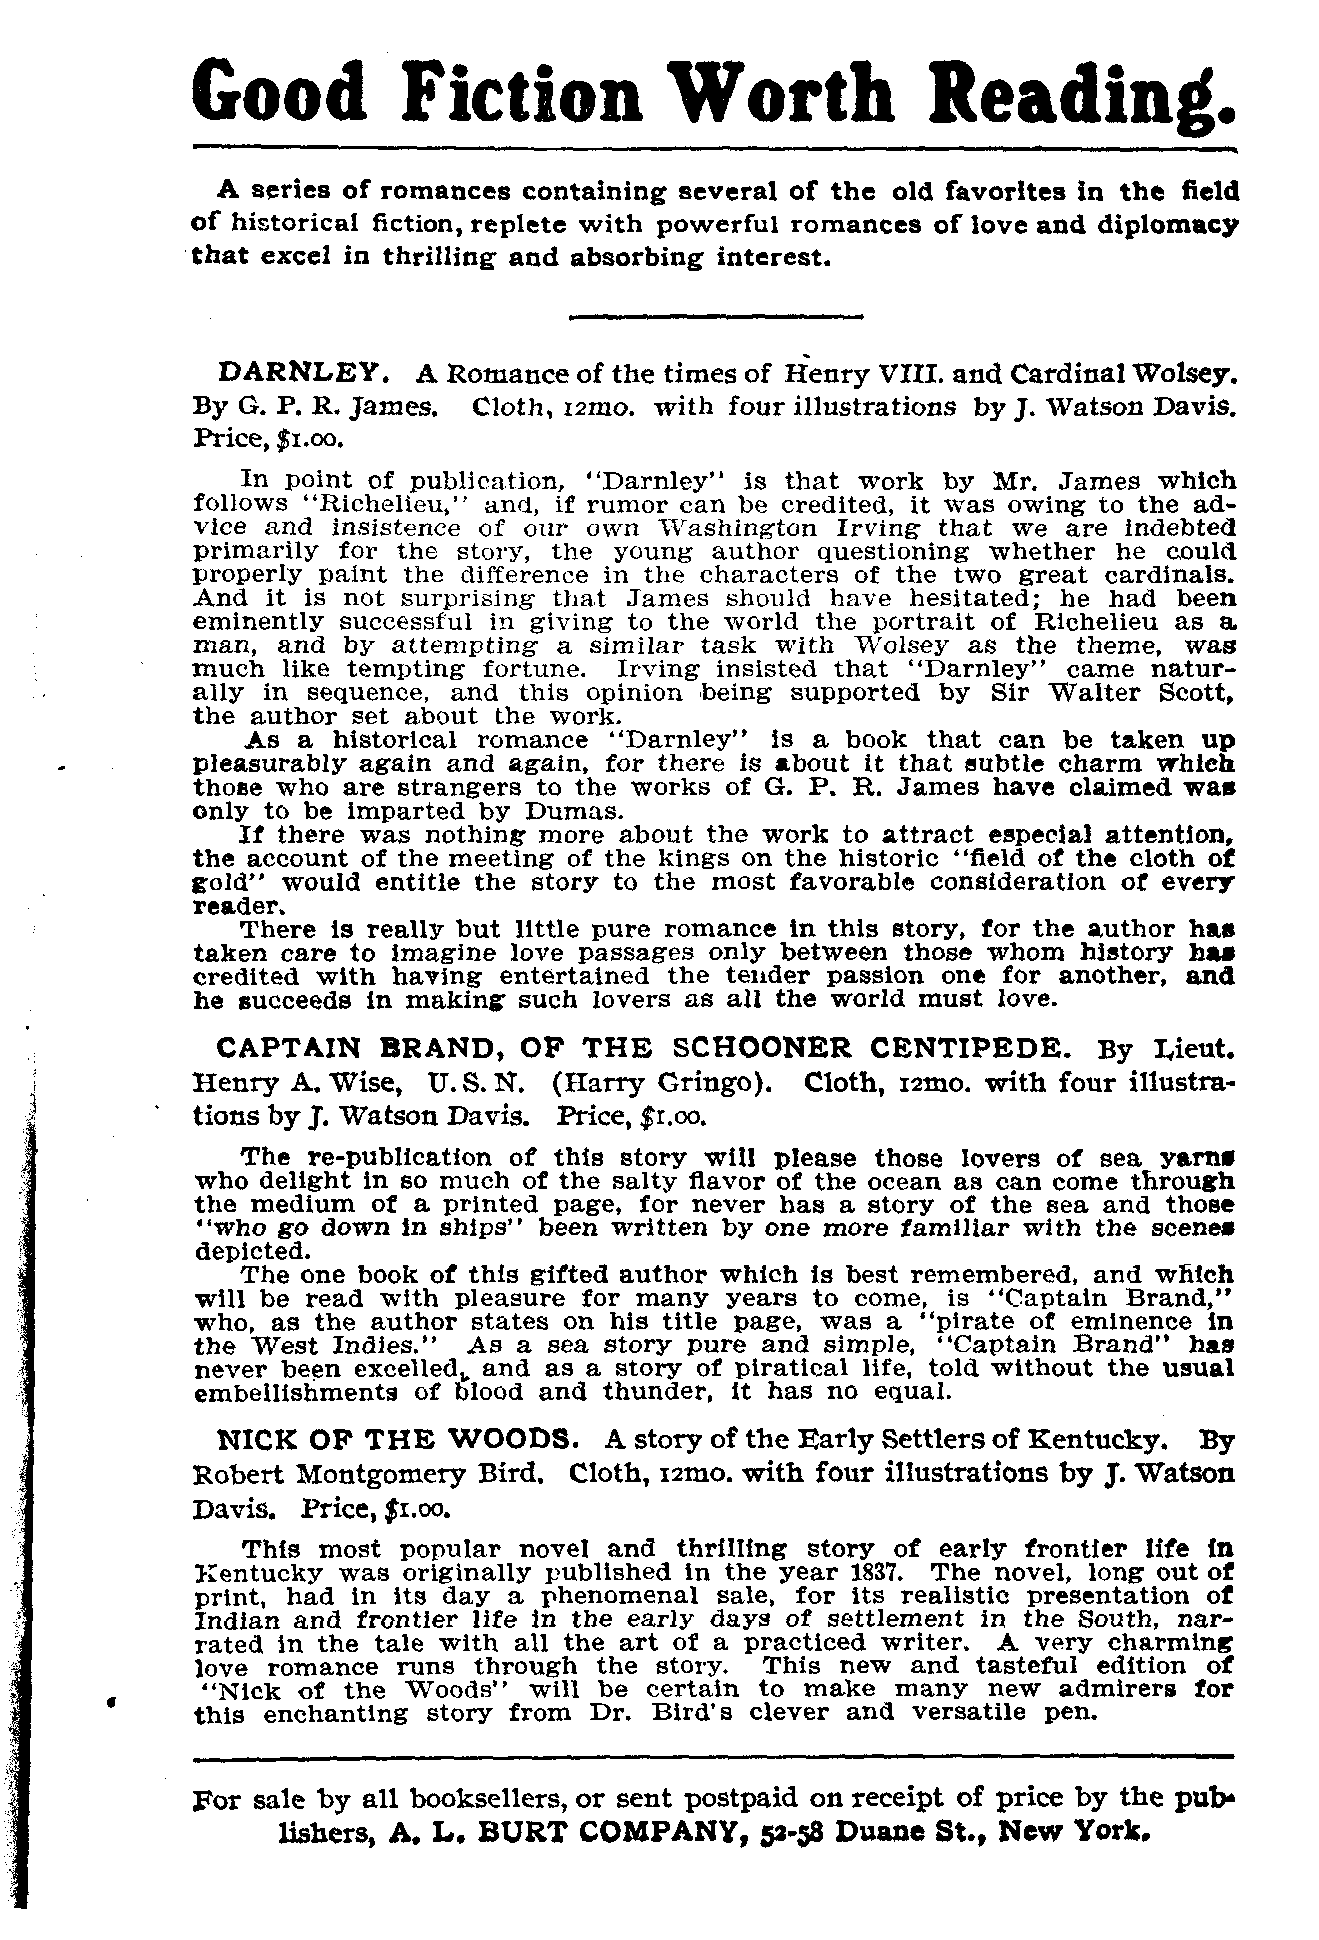 Good Fiction Worth Reading.
A series of romances containing several of the old favorites in the field
of historical fiction, replete with powerful romances of love and diplomacy
that excel in thrilling and absorbing interest.
DARNLEY. A Romance of the times of Henry VIII. and Cardinal Wolsey.
By G. P. R. James. Cloth, 12mo. with four illustrations by J. Watson Davis.
Price, $1.00.
In point of publication, "Darnley" is that work by Mr. James which
follows "Richelieu," and, if rumor can be credited, it was owing to the ad-
vice and insistence of our own Washington Irving that we are indebted
primarily for the story, the young author questioning whether he could
properly paint the difference in the characters of the two great cardinals.
And it is not surprising that James should have hesitated; he had been
eminently successful in giving to the world the portrait of Richelieu as a
man, and by attempting a similar task with Wolsey as the theme, was
much like tempting fortune. Irving insisted that "Darnley" came natur-
ally in sequence, and this opinion being supported by Sir Walter Scott,
the author set about the work.
As a historical romance "Darnley" is a book that can be taken up
pleasurably again and again, for there is about it that subtle charm which
those who are strangers to the works of G. P. R. James have claimed was
only to be imparted by Dumas.
If there was nothing more about the work to attract especial attention,
the account of the meeting of the kings on the historic "field of the cloth of
gold" would entitle the story to the most favorable consideration of every
reader.
There is really but little pure romance in this story, for the author has
taken care to imagine love passages only between those whom history has
credited with having entertained the tender passion one for another, and
he succeeds in making such lovers as all the world must love.
CAPTAIN BRAND, OF THE SCHOONER CENTIPEDE. By Lieut.
Henry A. Wise, U. S. N. (Harry Gringo). Cloth, 12mo. with four illustra-
tions by J. Watson Davis. Price, $1.00.
The re-publication of this story will please those lovers of sea yarns
who delight in so much of the salty flavor of the ocean as can come through
the medium of a printed page, for never has a story of the sea and those
"who go down in ships" been written by one more familiar with the scenes
depicted.
The one book of this gifted author which is best remembered, and which
will be read with pleasure for many years to come, is "Captain Brand,"
who, as the author states on his title page, was a "pirate of eminence in
the West Indies." As a sea story pure and simple, "Captain Brand" has
never been excelled, and as a story of piratical life, told without the usual
embellishments of blood and thunder, it has no equal.
NICK OF THE WOODS. A story of the Early Settlers of Kentucky. By
Robert Montgomery Bird. Cloth, 12mo. with four illustrations by J. Watson
Davis. Price, $1.00.
This most popular novel and thrilling story of early frontier life in
Kentucky was originally published in the year 1837. The novel, long out of
print, had in its day a phenomenal sale, for its realistic presentation of
Indian and frontier life in the early days of settlement in the South, nar-
rated in the tale with all the art of a practiced writer. A very charming
love romance runs through the story. This new and tasteful edition of
"Nick of the Woods" will be certain to make many new admirers for
this enchanting story from Dr. Bird's clever and versatile pen.
For sale by all booksellers, or sent postpaid on receipt of price by the pub-
lishers, A. L. BURT COMPANY, 52-58 Duane St., New York.